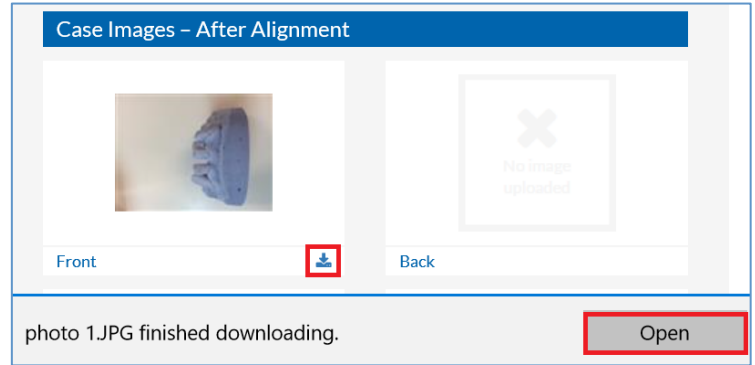 Case Images – After Alignment
No image
uploaded
Front
Back
photo 1.JPG finished downloading.
Open